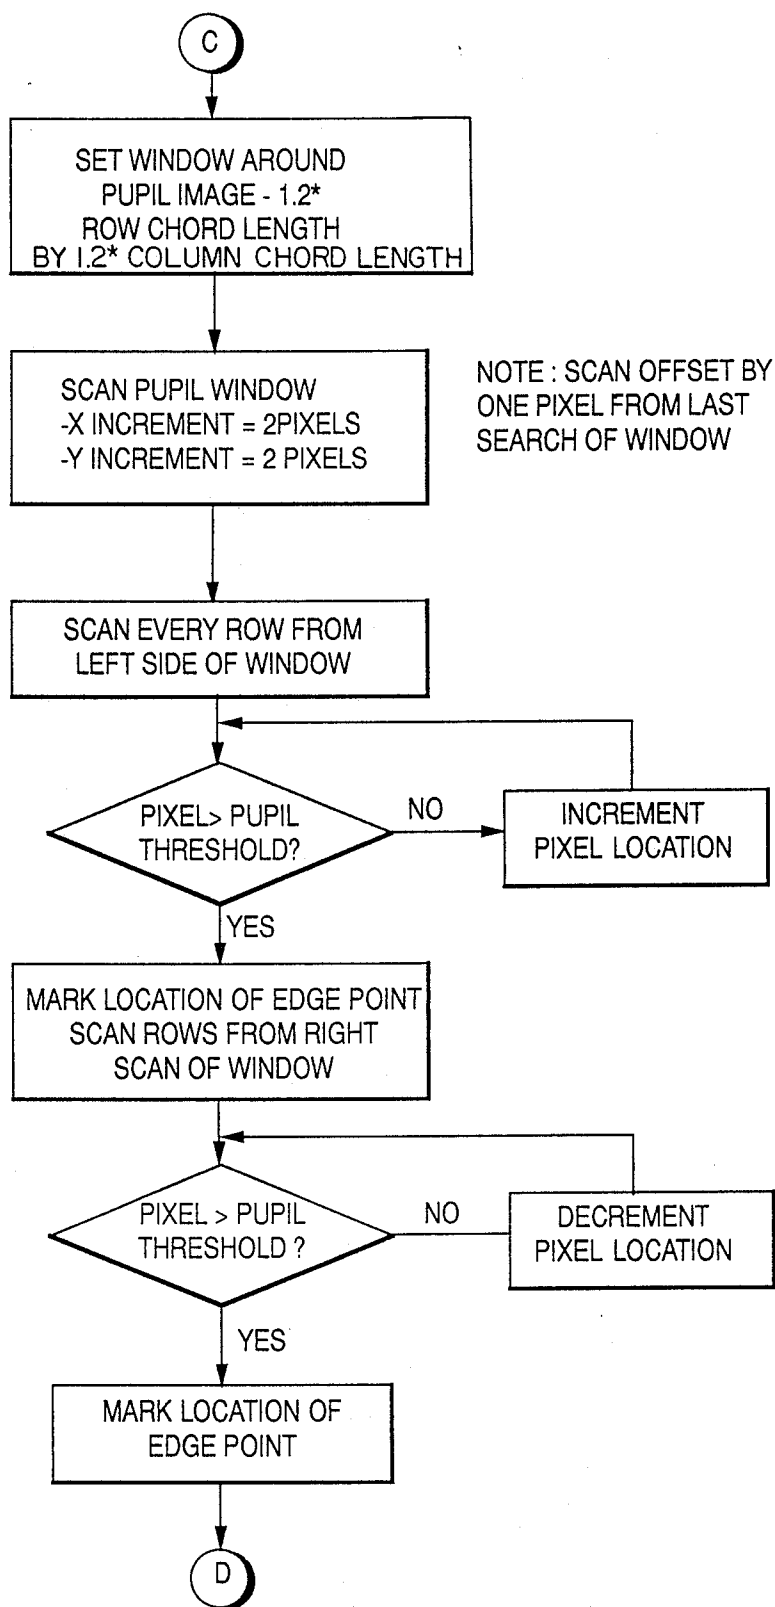 C
SET WINDOW AROUND
PUPIL IMAGE - 1.2*
ROW CHORD LENGTH
BY 1.2* COLUMN CHORD LENGTH
SCAN PUPIL WINDOW
-X INCREMENT = 2PIXELS
-Y INCREMENT = 2 PIXELS
NOTE : SCAN OFFSET BY
ONE PIXEL FROM LAST
SEARCH OF WINDOW
SCAN EVERY ROW FROM
LEFT SIDE OF WINDOW
PIXEL> PUPIL
THRESHOLD?
NO
INCREMENT
PIXEL LOCATION
YES
MARK LOCATION OF EDGE POINT
SCAN ROWS FROM RIGHT
SCAN OF WINDOW
PIXEL > PUPIL
THRESHOLD ?
NO
DECREMENT
PIXEL LOCATION
YES
MARK LOCATION OF
EDGE POINT
D